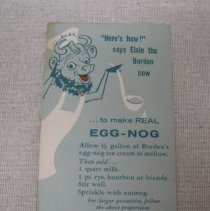 "Here's how!"
says Elsie the
Borden
cow
...to make REAL
EGG-NOG
Allow ½ gallon of Borden's
egg-nog ice cream to mellow.
Then add...
1 quart milk.
1 pt. rye, bourbon or brandy.
Stir well.
Sprinkle with nutmeg.
For larger quantities, follow
the above proportions.